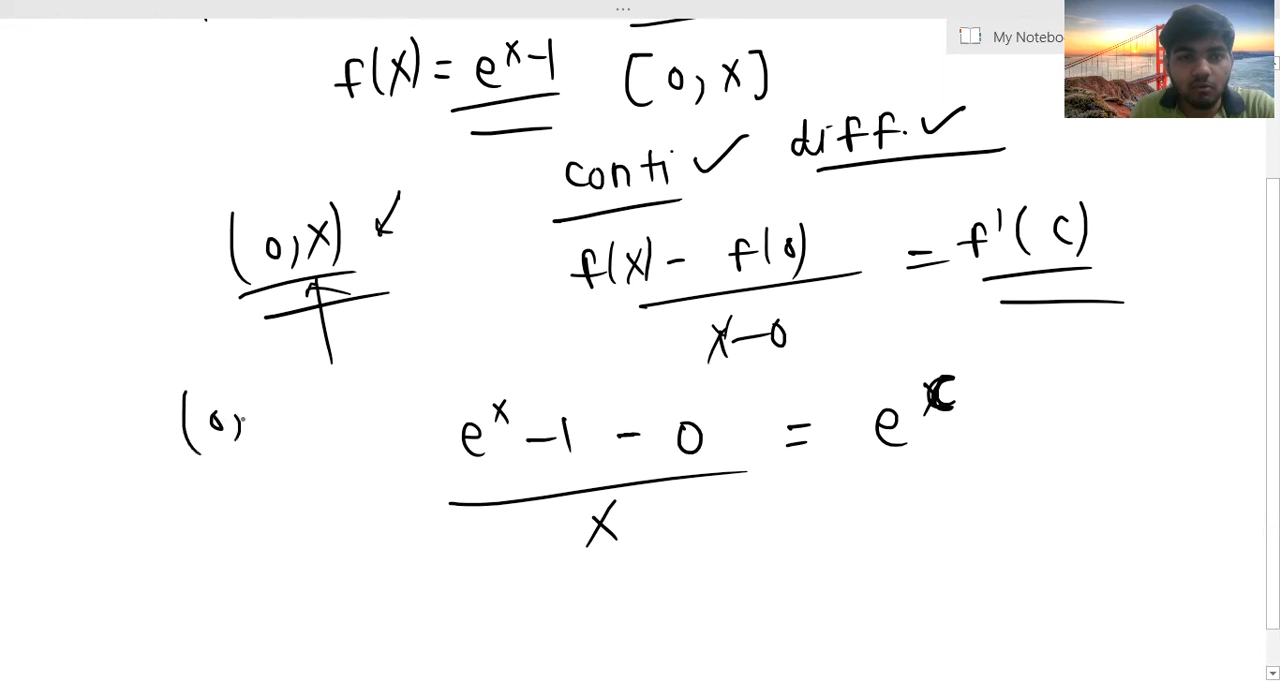 My Notebo
f(x) = e^x-1 [0, x]
conti ✓ diff. ✓
(0, x)
f(x) - f(0) / x-0 = f'(c)
(0,
e^x -1 - 0 / x = e^c